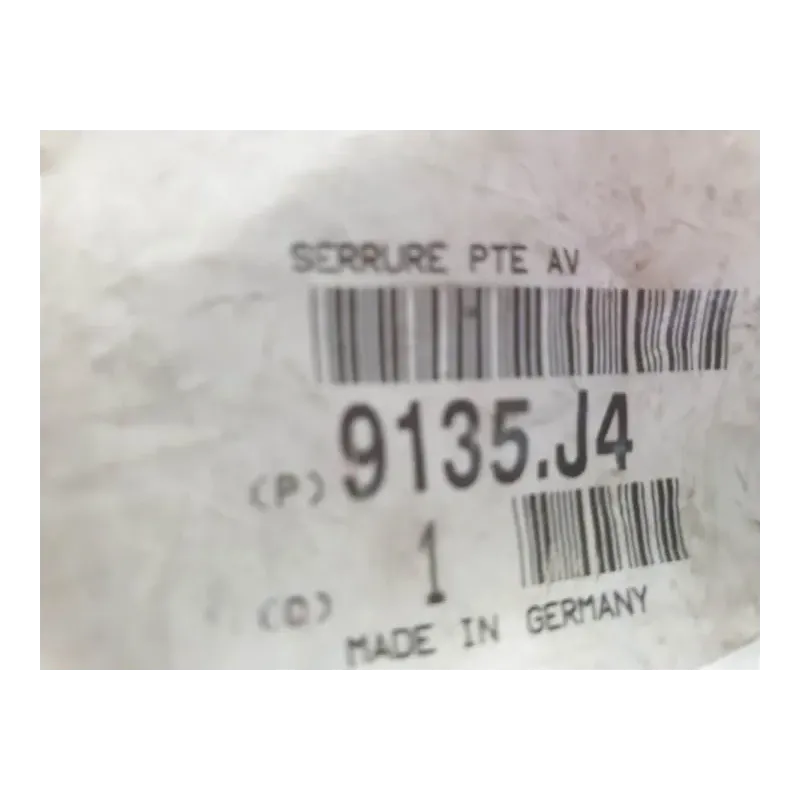 SERRURE PTE AV
(P) 9135.J4
(Q) 1
MADE IN GERMANY